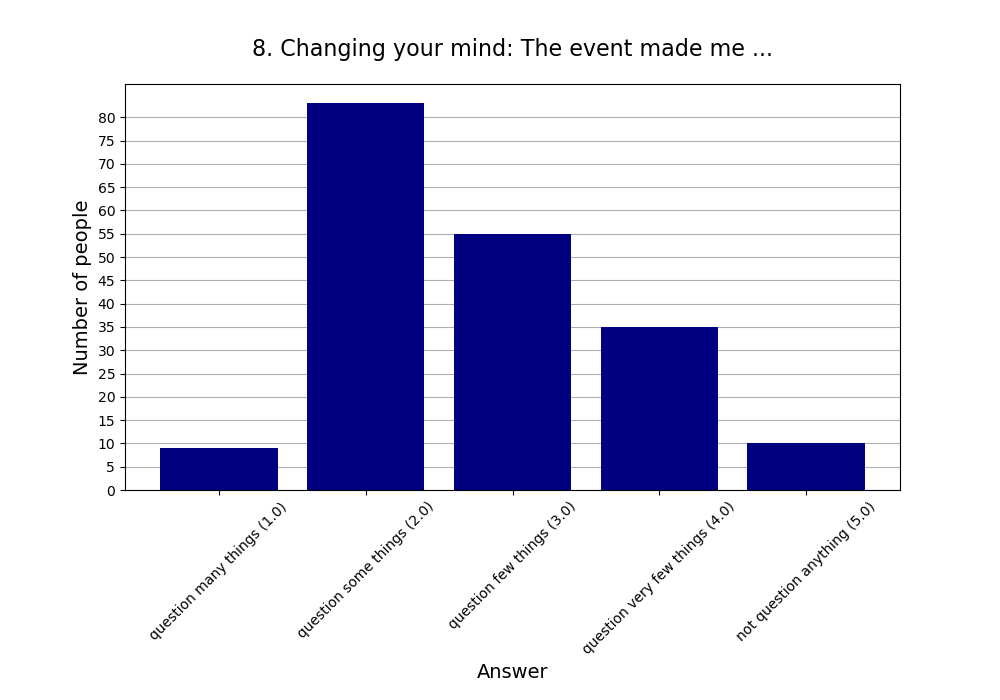 8. Changing your mind: The event made me ...
Number of people
80
75
70
65
60
55
50
45
40
35
30
25
20
15
10
5
0
question many things (1.0)
question some things (2.0)
question few things (3.0)
question very few things (4.0)
not question anything (5.0)
Answer